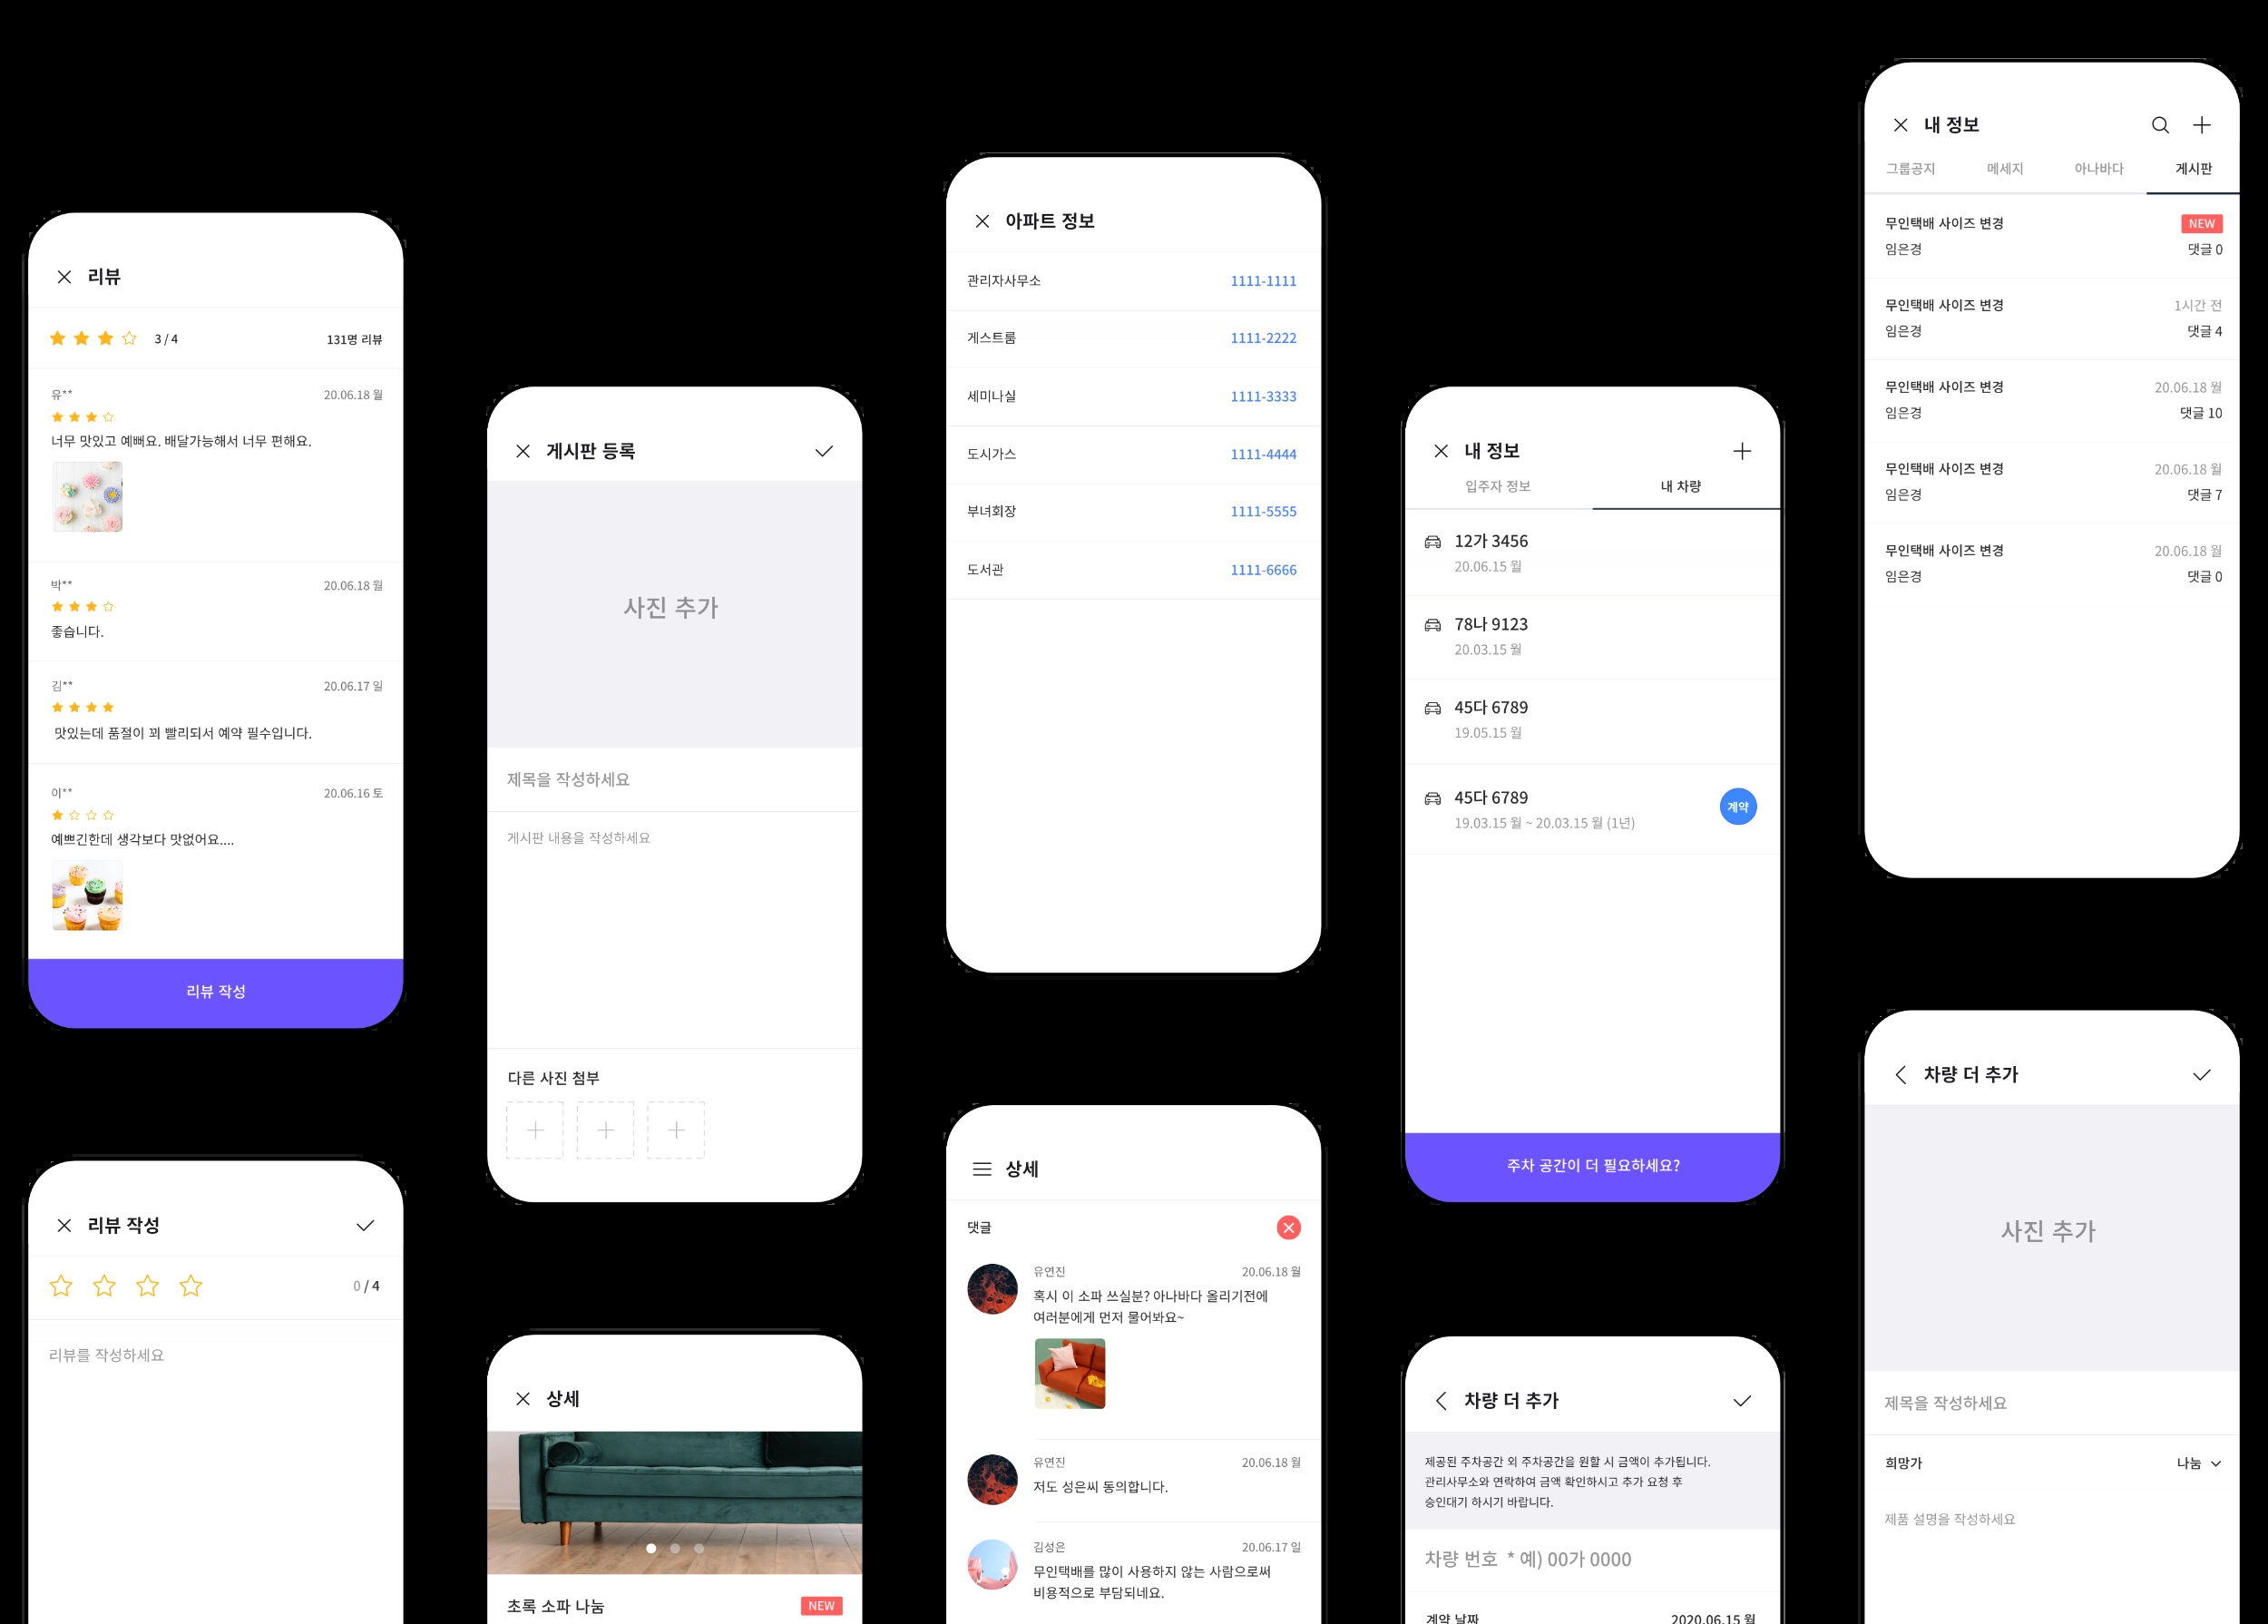 리뷰
3 / 4
131명 리뷰
유**
20.06.18 월
너무 맛있고 예뻐요. 배달가능해서 너무 편해요.
박**
20.06.18 월
좋습니다.
김**
20.06.17 일
맛있는데 품절이 꾀 빨리되서 예약 필수입니다.
이**
20.06.16 토
예쁘긴한데 생각보다 맛없어요....
리뷰 작성
리뷰 작성
0 / 4
리뷰를 작성하세요
게시판 등록
사진 추가
제목을 작성하세요
게시판 내용을 작성하세요
다른 사진 첨부
상세
초록 소파 나눔
NEW
아파트 정보
관리자사무소
1111-1111
게스트룸
1111-2222
세미나실
1111-3333
도시가스
1111-4444
부녀회장
1111-5555
도서관
1111-6666
상세
댓글
유연진
20.06.18 월
혹시 이 소파 쓰실분? 아나바다 올리기전에
여러분에게 먼저 물어봐요~
유연진
20.06.18 월
저도 성은씨 동의합니다.
김성은
20.06.17 일
무인택배를 많이 사용하지 않는 사람으로써
비용적으로 부담되네요.
내 정보
입주자 정보
내 차량
12가 3456
20.06.15 월
78나 9123
20.03.15 월
45다 6789
19.05.15 월
45다 6789
19.03.15 월 ~ 20.03.15 월 (1년)
계약
주차 공간이 더 필요하세요?
차량 더 추가
제공된 주차공간 외 주차공간을 원할 시 금액이 추가됩니다.
관리사무소와 연락하여 금액 확인하시고 추가 요청 후
승인대기 하시기 바랍니다.
차량 번호 * 예) 00가 0000
계약 날짜
2020.06.15 월
내 정보
그룹공지
메세지
아나바다
게시판
무인택배 사이즈 변경
NEW
임은경
댓글 0
무인택배 사이즈 변경
1시간 전
임은경
댓글 4
무인택배 사이즈 변경
20.06.18 월
임은경
댓글 10
무인택배 사이즈 변경
20.06.18 월
임은경
댓글 7
무인택배 사이즈 변경
20.06.18 월
임은경
댓글 0
차량 더 추가
사진 추가
제목을 작성하세요
희망가
나눔
제품 설명을 작성하세요